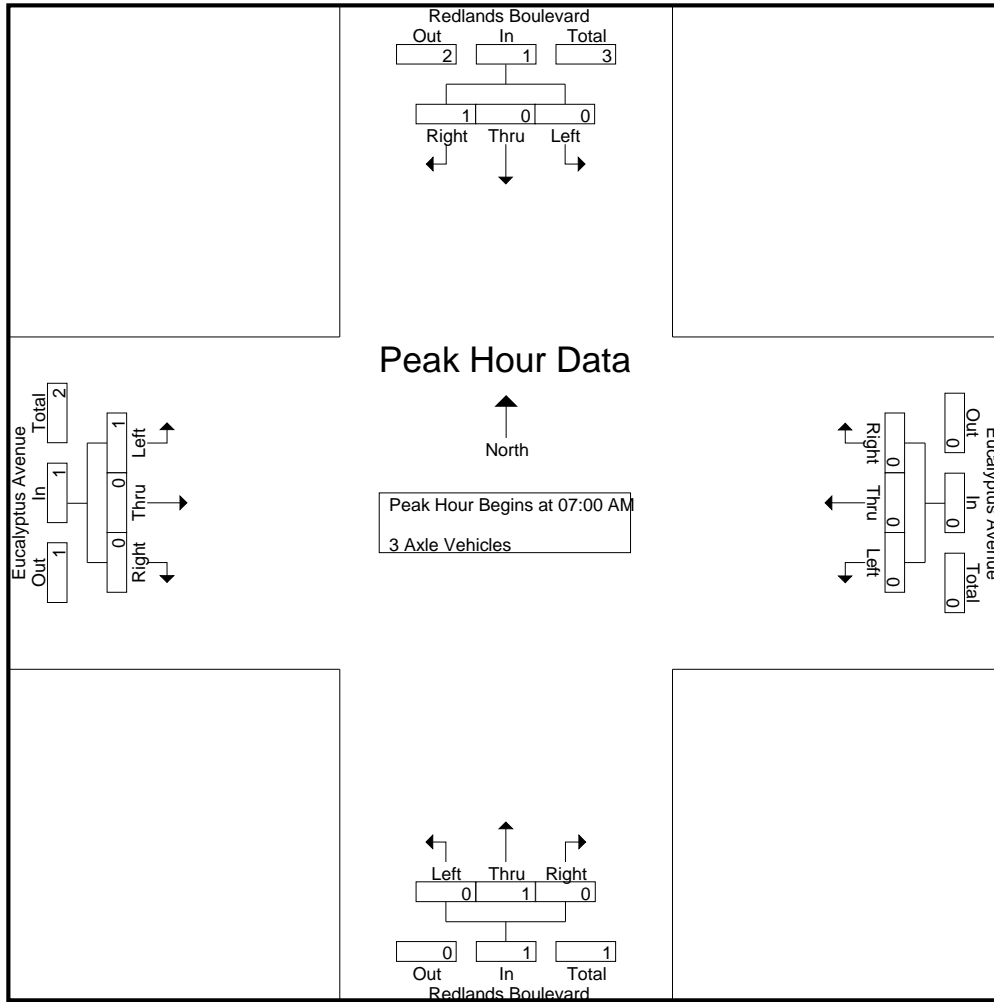 Redlands Boulevard
Out In Total
2 1 3
1 0 0
Right Thru Left
Peak Hour Data
North
Peak Hour Begins at 07:00 AM
3 Axle Vehicles
Eucalyptus Avenue
Out In Total
1 1 2
0 0 1
Right Thru Left
Eucalyptus Avenue
Out In Total
0 0 0
0 0 0
Right Thru Left
Left Thru Right
0 1 0
0 1 1
Out In Total
Redlands Boulevard